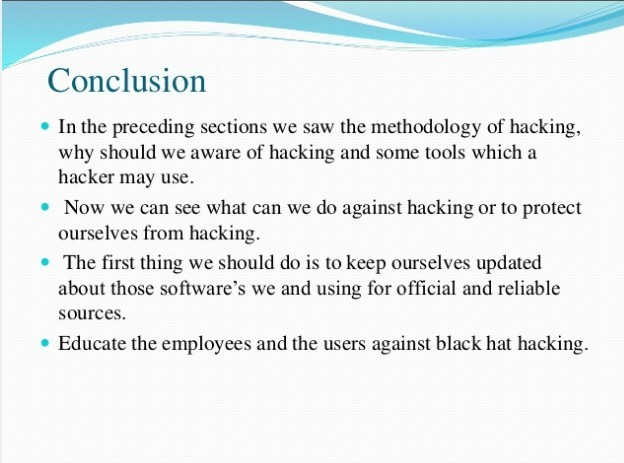 Conclusion
• In the preceding sections we saw the methodology of hacking,
why should we aware of hacking and some tools which a
hacker may use.
• Now we can see what can we do against hacking or to protect
ourselves from hacking.
• The first thing we should do is to keep ourselves updated
about those software’s we and using for official and reliable
sources.
• Educate the employees and the users against black hat hacking.